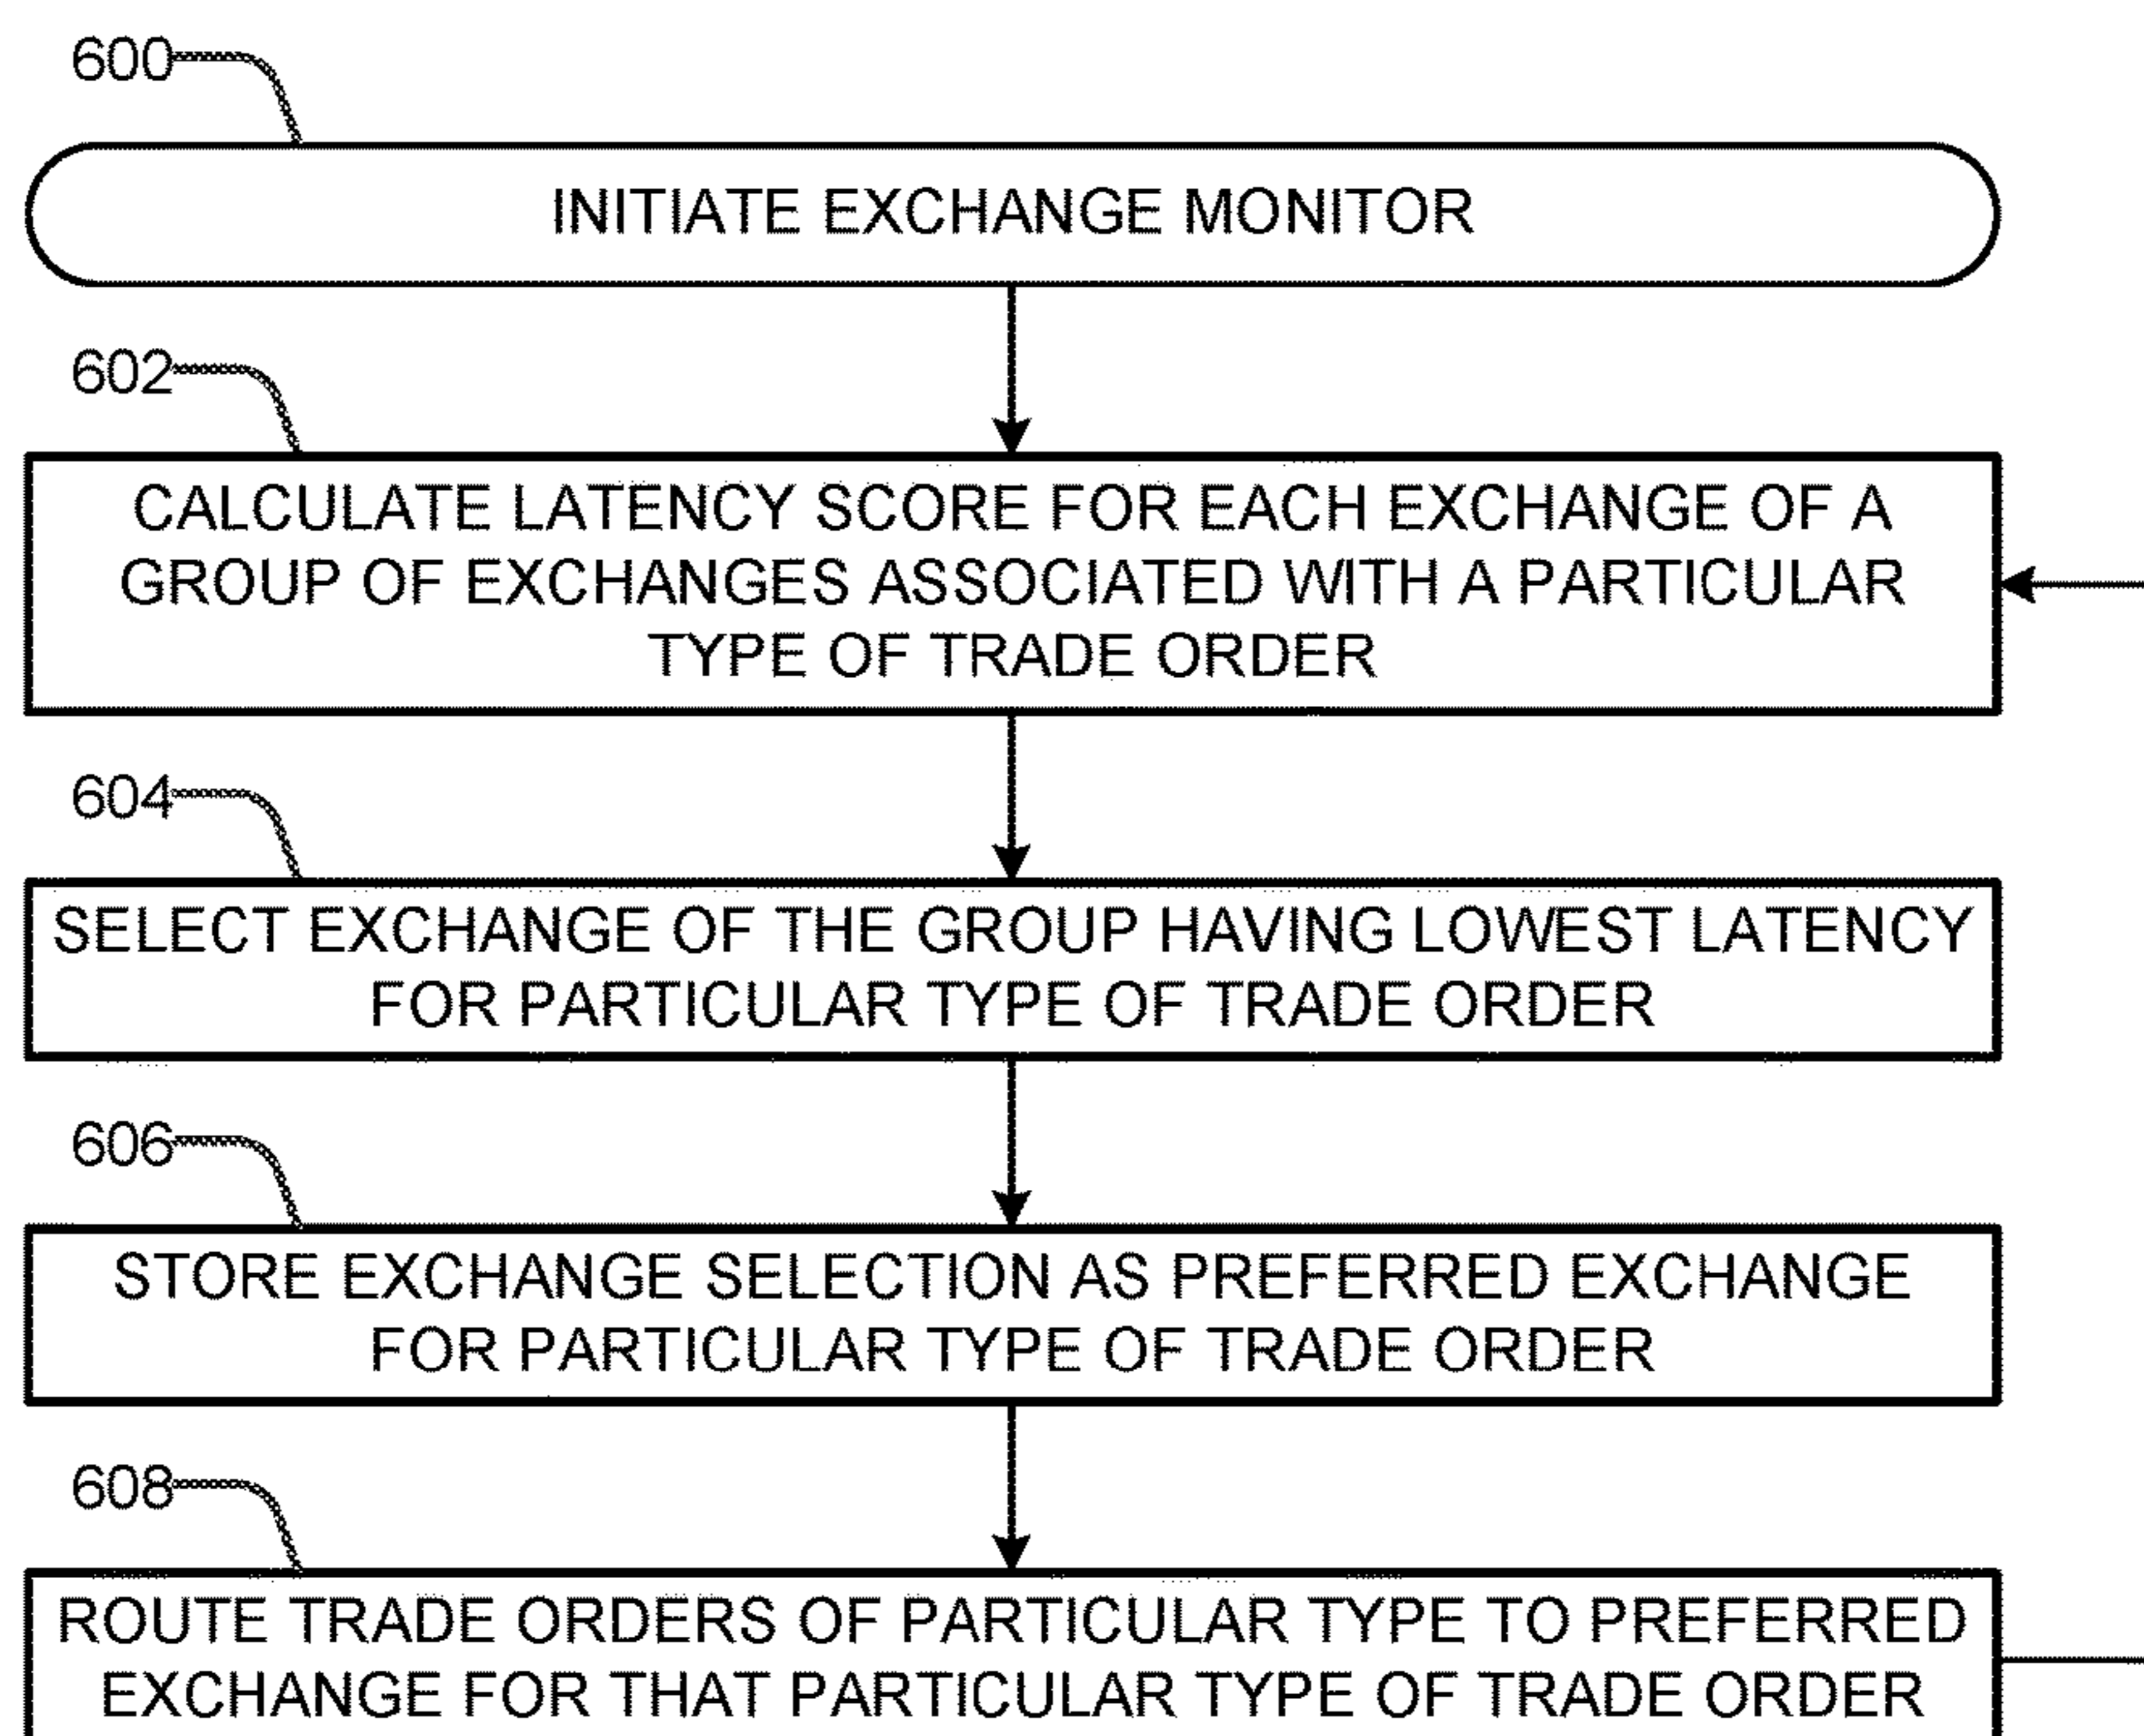 600
INITIATE EXCHANGE MONITOR
602
CALCULATE LATENCY SCORE FOR EACH EXCHANGE OF A
GROUP OF EXCHANGES ASSOCIATED WITH A PARTICULAR
TYPE OF TRADE ORDER
604
SELECT EXCHANGE OF THE GROUP HAVING LOWEST LATENCY
FOR PARTICULAR TYPE OF TRADE ORDER
606
STORE EXCHANGE SELECTION AS PREFERRED EXCHANGE
FOR PARTICULAR TYPE OF TRADE ORDER
608
ROUTE TRADE ORDERS OF PARTICULAR TYPE TO PREFERRED
EXCHANGE FOR THAT PARTICULAR TYPE OF TRADE ORDER